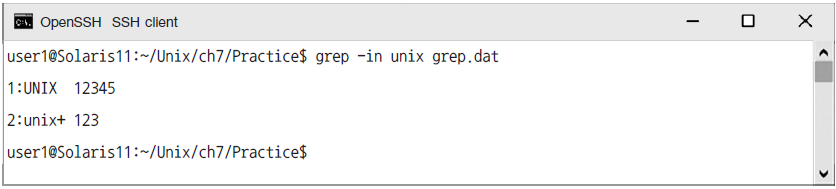 OpenSSH SSH client
user1@Solaris11:~/Unix/ch7/Practice$ grep -in unix grep.dat
1:UNIX  12345
2:unix+ 123
user1@Solaris11:~/Unix/ch7/Practice$